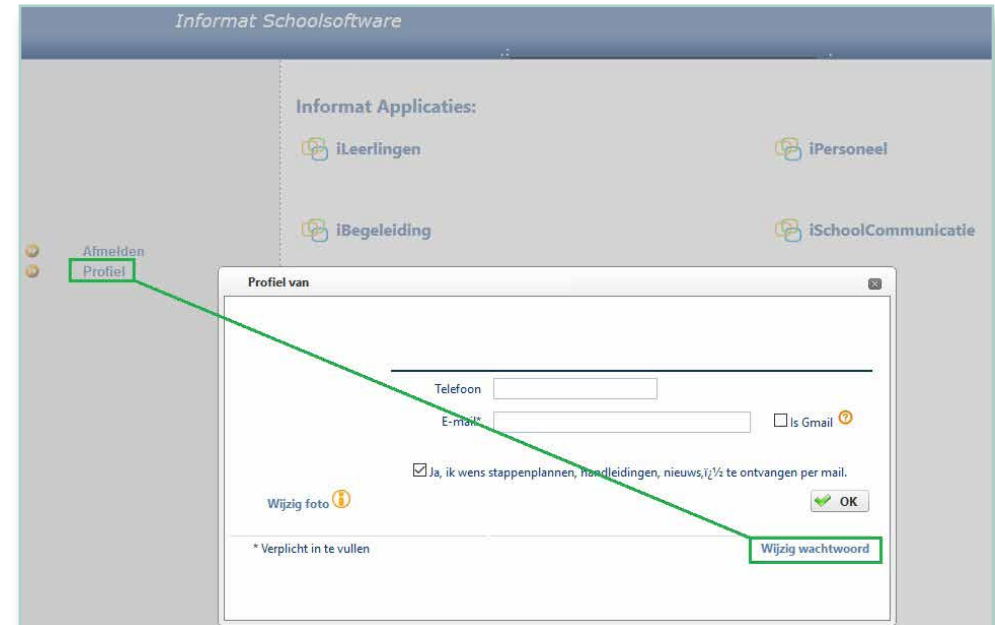 Informat Schoolsoftware
Informat Applicaties:
iLeerlingen
iPersoneel
iBegeleiding
iSchoolCommunicatie
Afmelden
Profiel
Profiel van
Telefoon
E-mail*
Is Gmail
Ja, ik wens stappenplannen, handleidingen, nieuws,ï¿½ te ontvangen per mail.
Wijzig foto
OK
* Verplicht in te vullen
Wijzig wachtwoord